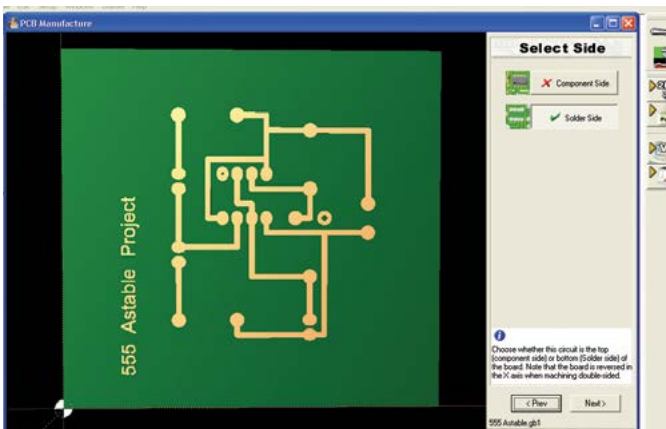 PCB Manufacture
Select Side
Component Side
Solder Side
555 Astable Project
Choose whether this circuit is the top
(component side) or bottom (Solder side) of
the board. Note that the board is reversed in
the X axis when machining double-sided.
< Prev
Next >
555 Astable.gb1